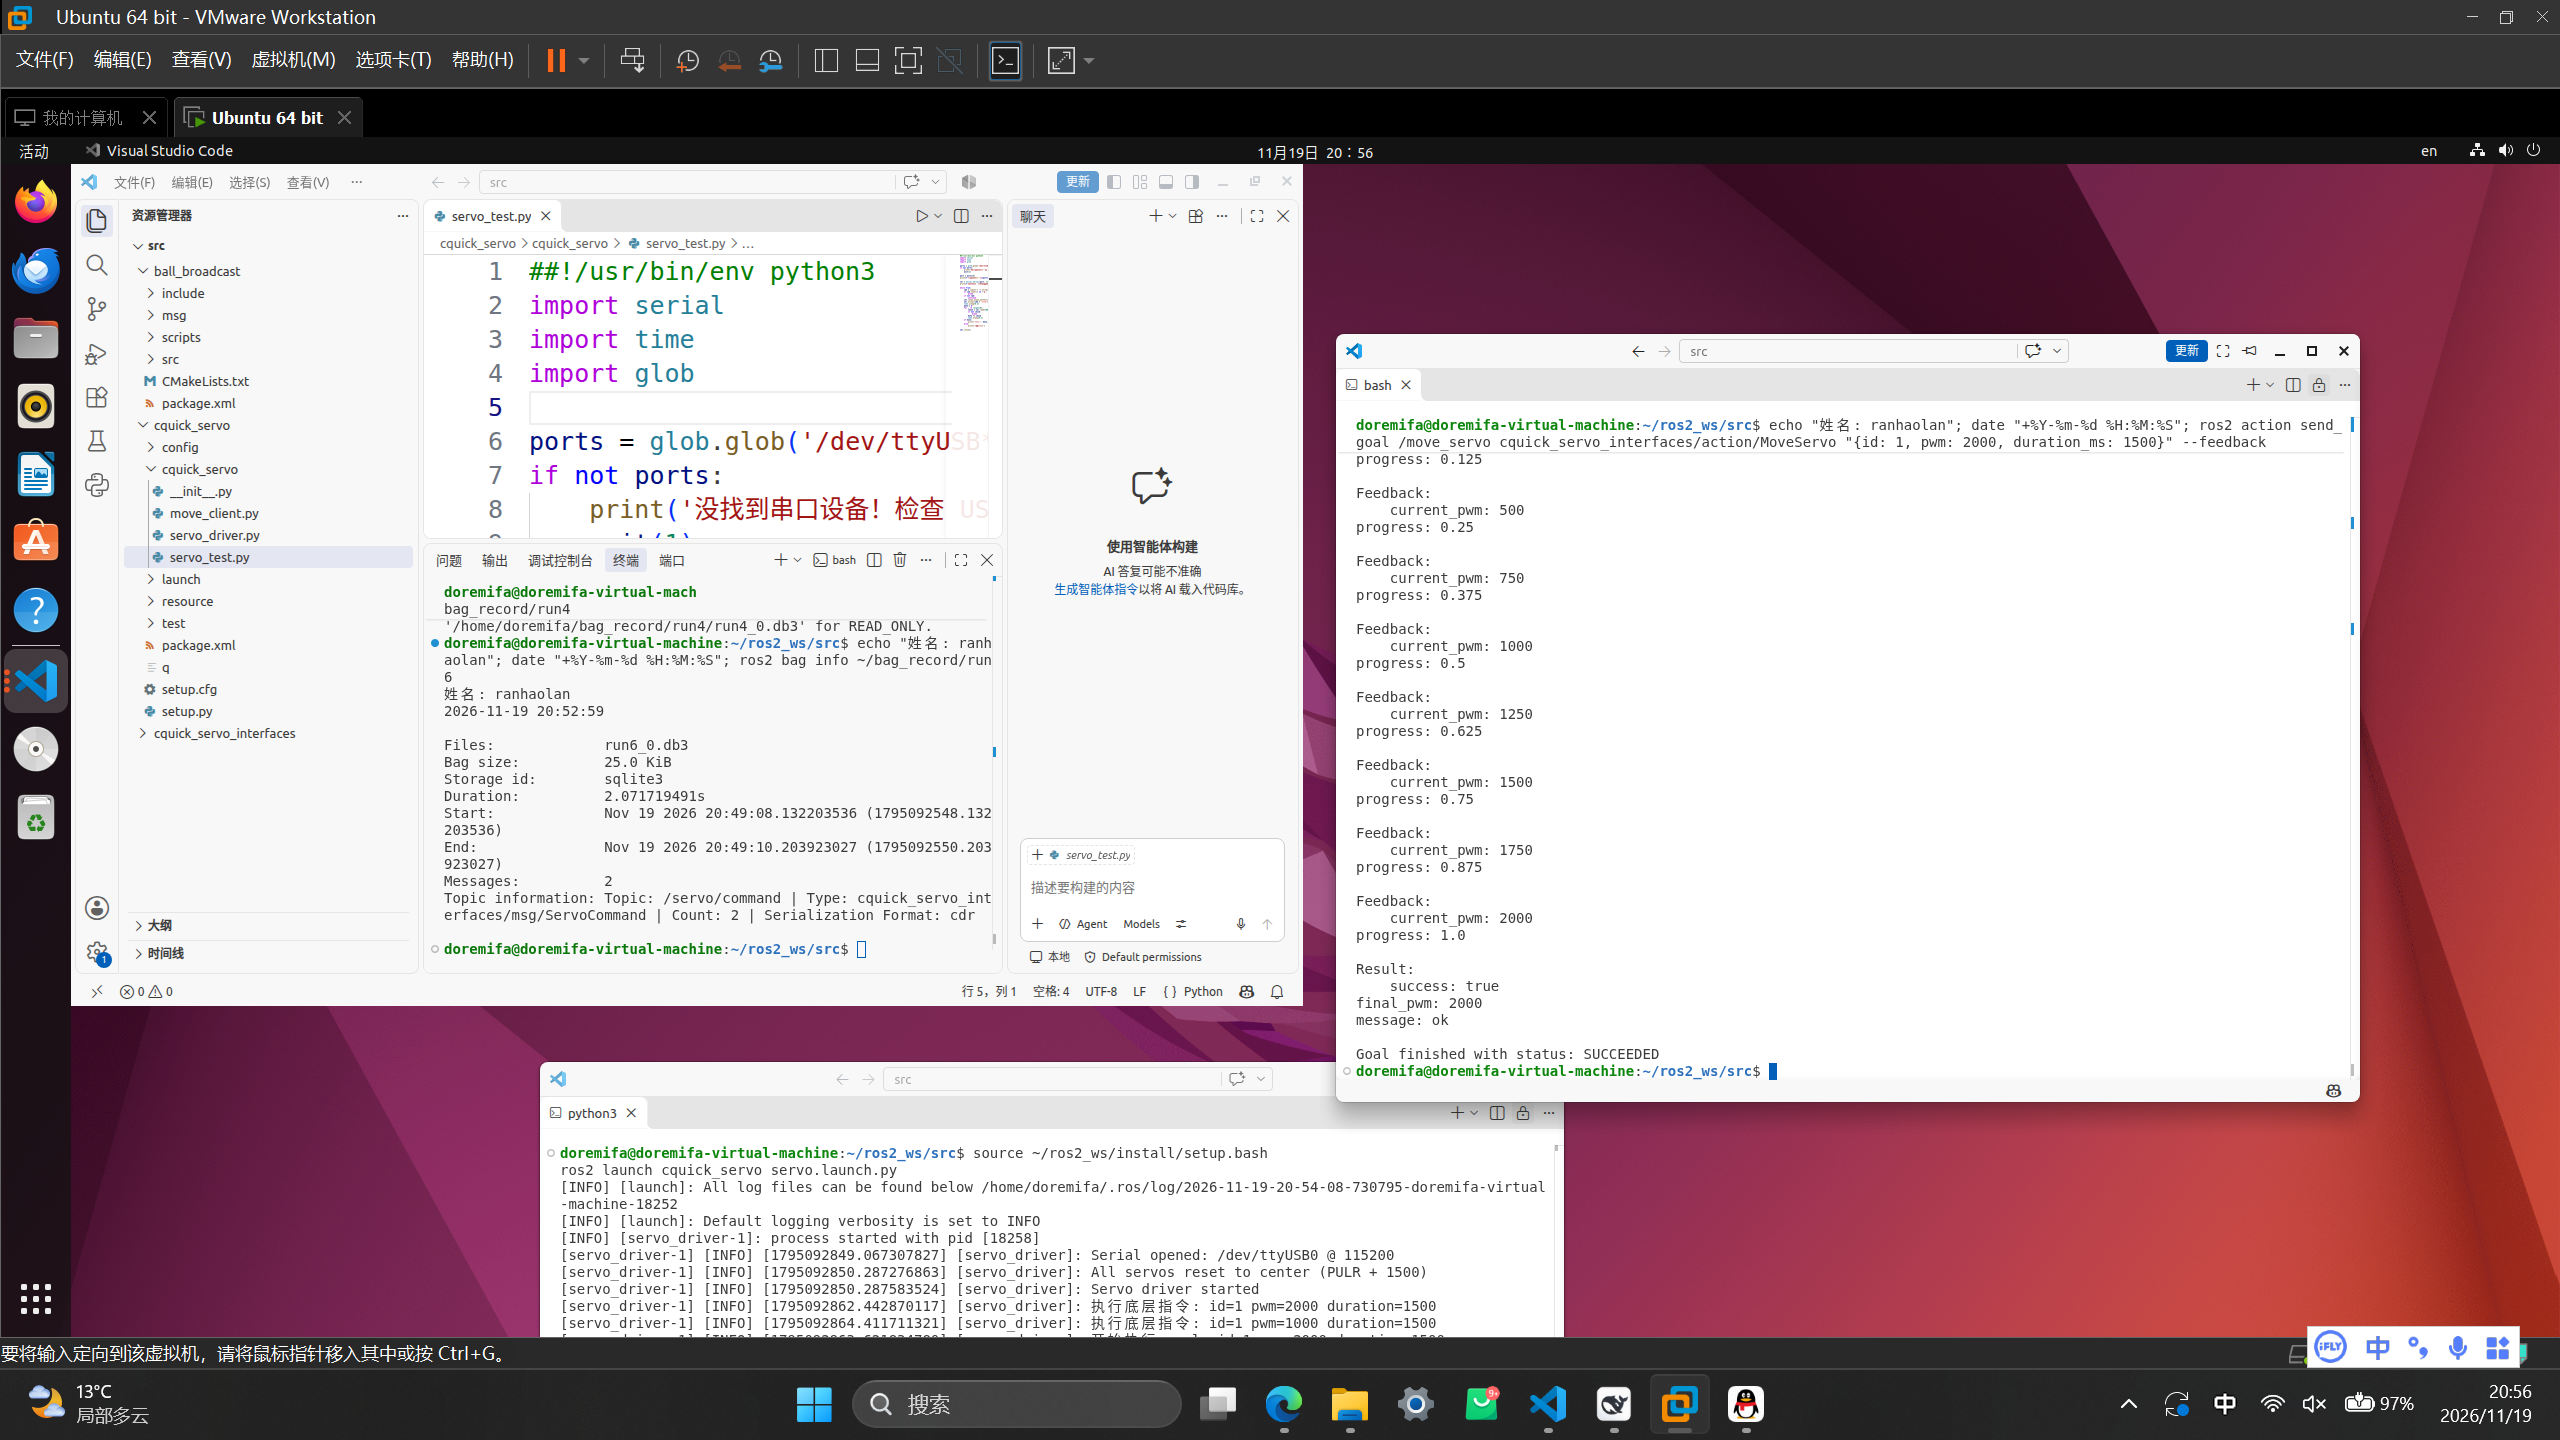 Ubuntu 64 bit - VMware Workstation
文件(F) 编辑(E) 查看(V) 虚拟机(M) 选项卡(T) 帮助(H)
我的计算机
Ubuntu 64 bit
活动
Visual Studio Code
11月19日 20：56
en
文件(F) 编辑(E) 选择(S) 查看(V) ···
src
更新
资源管理器
src
ball_broadcast
include
msg
scripts
src
CMakeLists.txt
package.xml
cquick_servo
config
cquick_servo
__init__.py
move_client.py
servo_driver.py
servo_test.py
launch
resource
test
package.xml
q
setup.cfg
setup.py
cquick_servo_interfaces
大纲
时间线
1
servo_test.py
cquick_servo > cquick_servo > servo_test.py > ...
1 ##!/usr/bin/env python3
2 import serial
3 import time
4 import glob
5
6 ports = glob.glob('/dev/ttyUSB*
7 if not ports:
8 print('没找到串口设备！检查 US
问题 输出 调试控制台 终端 端口
bash
doremifa@doremifa-virtual-mach
bag_record/run4
'/home/doremifa/bag_record/run4/run4_0.db3' for READ_ONLY.
doremifa@doremifa-virtual-machine:~/ros2_ws/src$ echo "姓名: ranh
aolan"; date "+%Y-%m-%d %H:%M:%S"; ros2 bag info ~/bag_record/run
6
姓名: ranhaolan
2026-11-19 20:52:59
Files: run6_0.db3
Bag size: 25.0 KiB
Storage id: sqlite3
Duration: 2.071719491s
Start: Nov 19 2026 20:49:08.132203536 (1795092548.132
203536)
End: Nov 19 2026 20:49:10.203923027 (1795092550.203
923027)
Messages: 2
Topic information: Topic: /servo/command | Type: cquick_servo_int
erfaces/msg/ServoCommand | Count: 2 | Serialization Format: cdr
doremifa@doremifa-virtual-machine:~/ros2_ws/src$
聊天
使用智能体构建
AI 答复可能不准确
生成智能体指令以将 AI 载入代码库。
servo_test.py
描述要构建的内容
Agent Models
本地 Default permissions
0 0
行 5，列 1 空格: 4 UTF-8 LF { } Python
src
更新
bash
doremifa@doremifa-virtual-machine:~/ros2_ws/src$ echo "姓名: ranhaolan"; date "+%Y-%m-%d %H:%M:%S"; ros2 action send_
goal /move_servo cquick_servo_interfaces/action/MoveServo "{id: 1, pwm: 2000, duration_ms: 1500}" --feedback
progress: 0.125
Feedback:
current_pwm: 500
progress: 0.25
Feedback:
current_pwm: 750
progress: 0.375
Feedback:
current_pwm: 1000
progress: 0.5
Feedback:
current_pwm: 1250
progress: 0.625
Feedback:
current_pwm: 1500
progress: 0.75
Feedback:
current_pwm: 1750
progress: 0.875
Feedback:
current_pwm: 2000
progress: 1.0
Result:
success: true
final_pwm: 2000
message: ok
Goal finished with status: SUCCEEDED
doremifa@doremifa-virtual-machine:~/ros2_ws/src$
src
python3
doremifa@doremifa-virtual-machine:~/ros2_ws/src$ source ~/ros2_ws/install/setup.bash
ros2 launch cquick_servo servo.launch.py
[INFO] [launch]: All log files can be found below /home/doremifa/.ros/log/2026-11-19-20-54-08-730795-doremifa-virtual
-machine-18252
[INFO] [launch]: Default logging verbosity is set to INFO
[INFO] [servo_driver-1]: process started with pid [18258]
[servo_driver-1] [INFO] [1795092849.067307827] [servo_driver]: Serial opened: /dev/ttyUSB0 @ 115200
[servo_driver-1] [INFO] [1795092850.287276863] [servo_driver]: All servos reset to center (PULR + 1500)
[servo_driver-1] [INFO] [1795092850.287583524] [servo_driver]: Servo driver started
[servo_driver-1] [INFO] [1795092862.442870117] [servo_driver]: 执行底层指令: id=1 pwm=2000 duration=1500
[servo_driver-1] [INFO] [1795092864.411711321] [servo_driver]: 执行底层指令: id=1 pwm=1000 duration=1500
要将输入定向到该虚拟机，请将鼠标指针移入其中或按 Ctrl+G。
iFLY 中
13°C
局部多云
搜索
9+
中
97%
20:56
2026/11/19